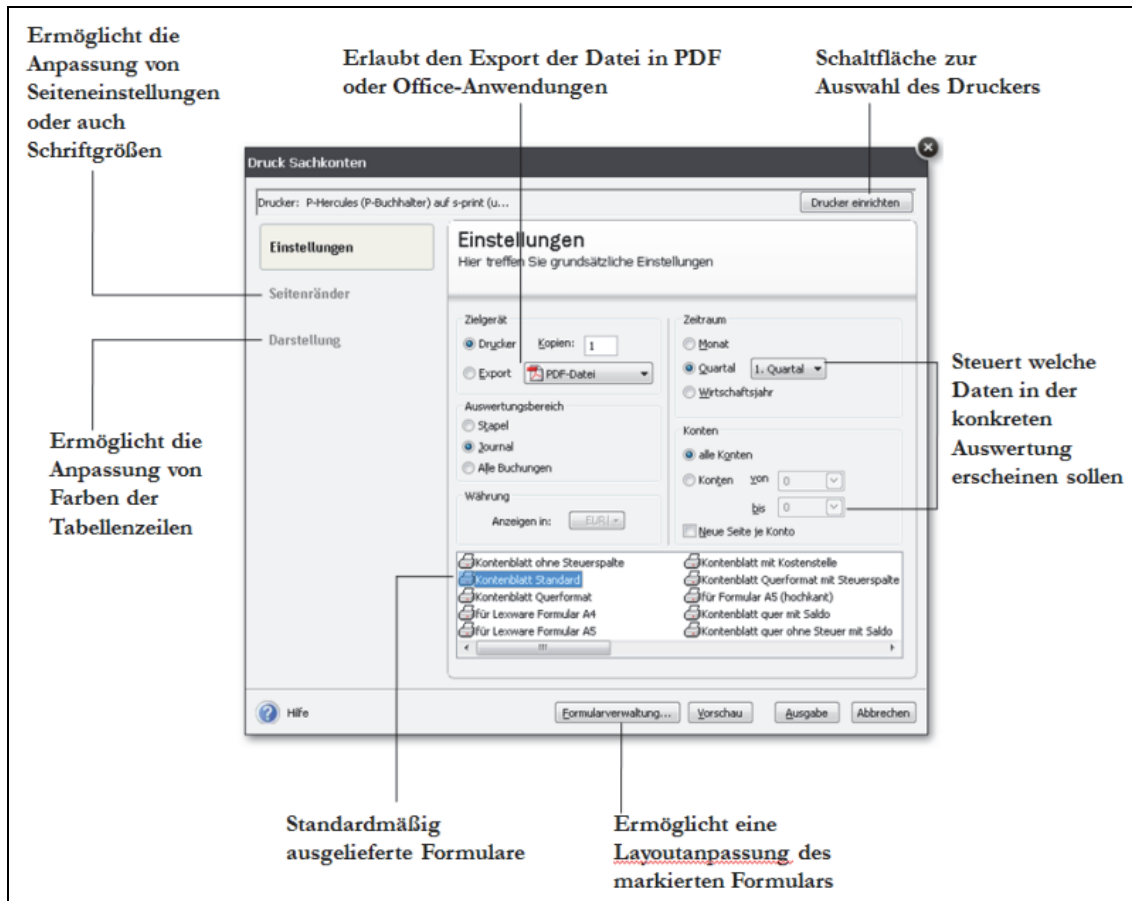 Ermöglicht die
Anpassung von
Seiteneinstellungen
oder auch
Schriftgrößen
Erlaubt den Export der Datei in PDF
oder Office-Anwendungen
Schaltfläche zur
Auswahl des Druckers
Druck Sachkonten
Drucker: P-Hercules (P-Buchhalter) auf s-print (u...
Drucker einrichten
Einstellungen
Seitenränder
Darstellung
Einstellungen
Hier treffen Sie grundsätzliche Einstellungen
Zielgerät
Drucker Kopien: 1
Export PDF-Datei
Auswertungsbereich
Stapel
Journal
Alle Buchungen
Währung
Anzeigen in: EUR
Zeitraum
Monat
Quartal 1. Quartal
Wirtschaftsjahr
Konten
alle Konten
Konten von 0
bis 0
Neue Seite je Konto
Kontenblatt ohne Steuerspalte
Kontenblatt Standard
Kontenblatt Querformat
für Lexware Formular A4
für Lexware Formular A5
Kontenblatt mit Kostenstelle
Kontenblatt Querformat mit Steuerspalte
für Formular A5 (hochkant)
Kontenblatt quer mit Saldo
Kontenblatt quer ohne Steuer mit Saldo
Hilfe
Formularverwaltung... Vorschau Ausgabe Abbrechen
Ermöglicht die
Anpassung von
Farben der
Tabellenzeilen
Steuert welche
Daten in der
konkreten
Auswertung
erscheinen sollen
Standardmäßig
ausgelieferte Formulare
Ermöglicht eine
Layoutanpassung des
markierten Formulars